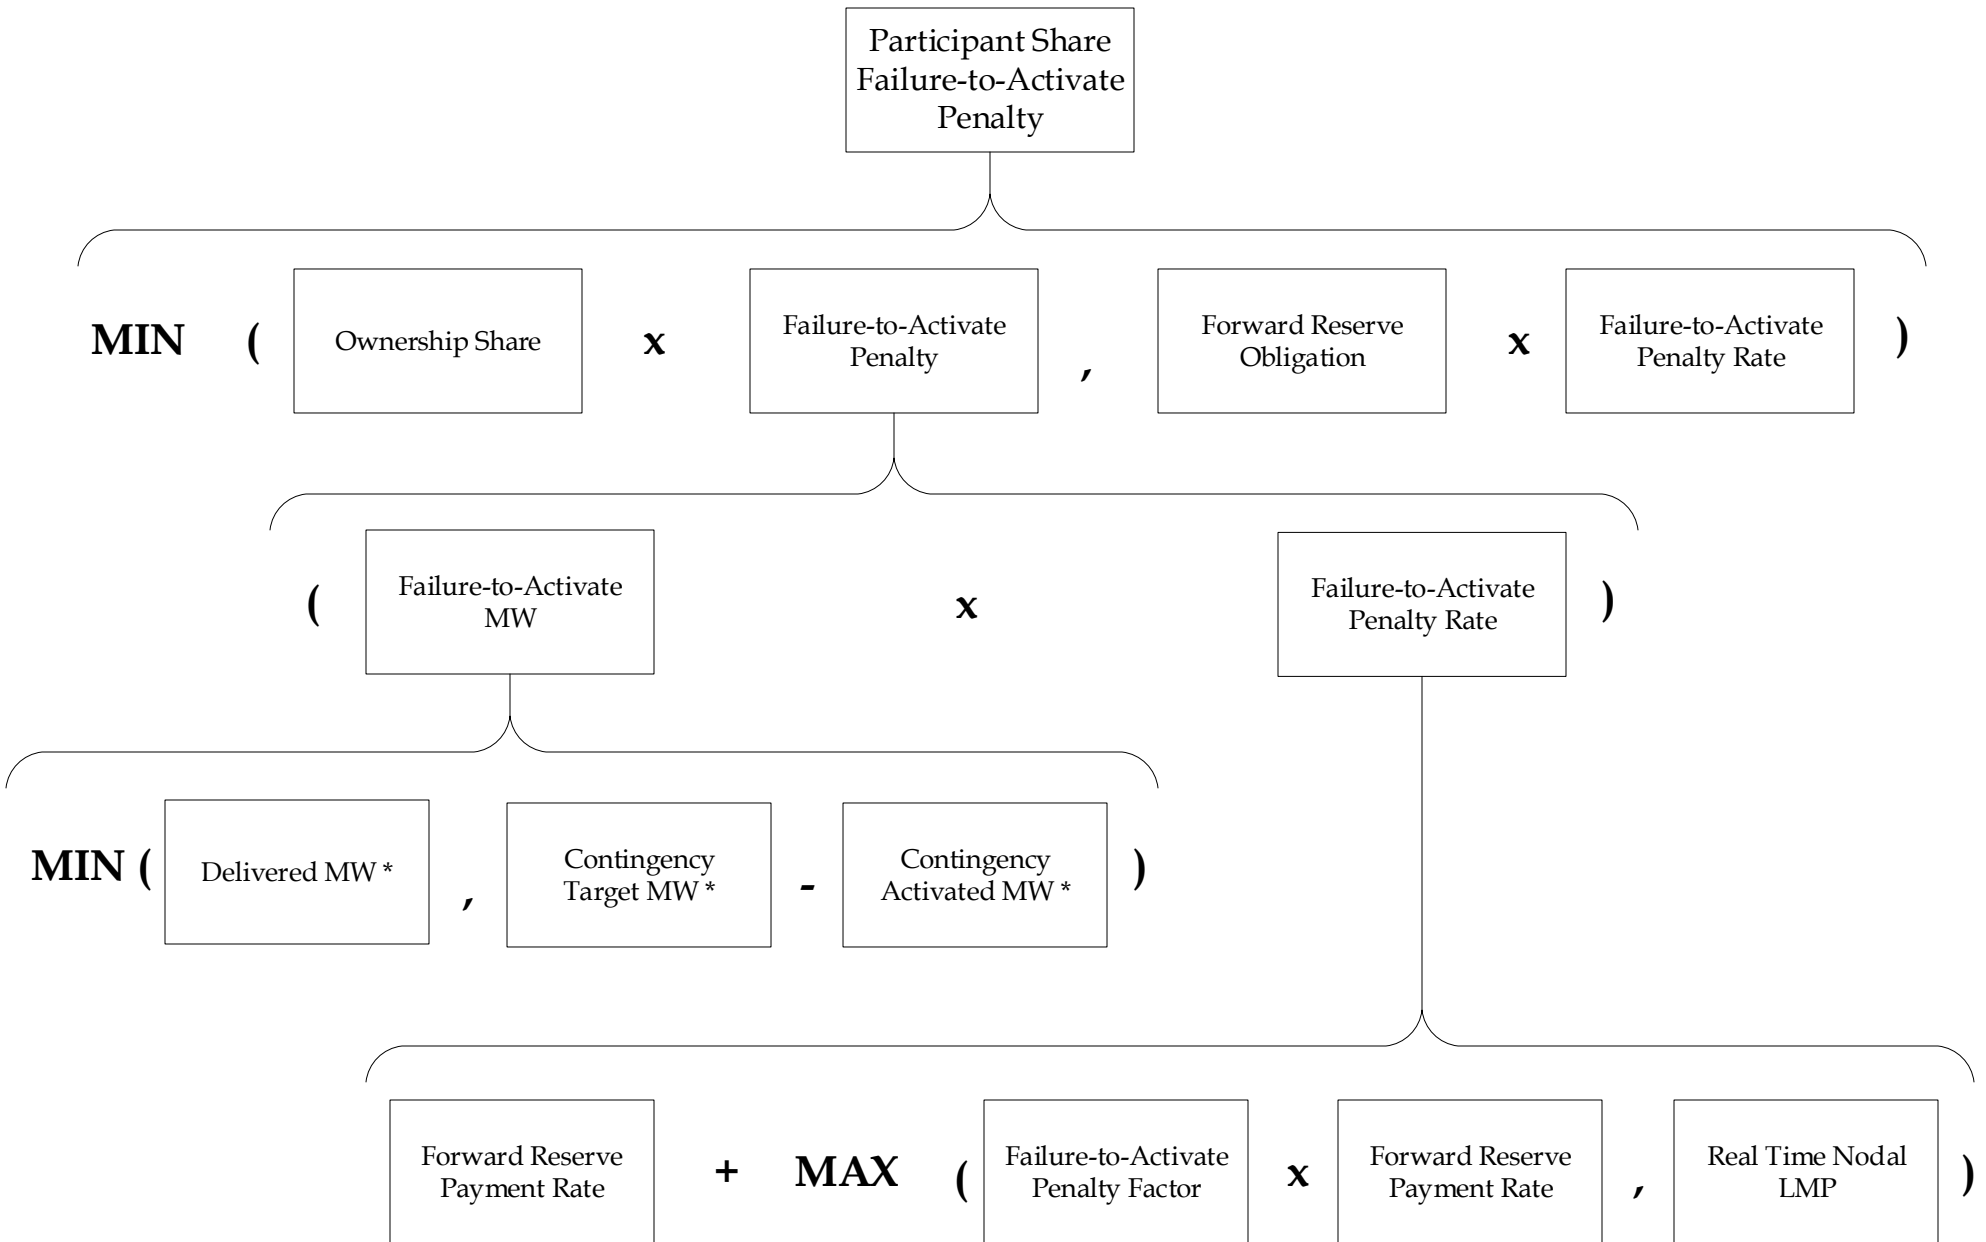 Participant Share
Failure-to-Activate
Penalty
MIN ( Ownership Share x Failure-to-Activate
Penalty , Forward Reserve
Obligation x Failure-to-Activate
Penalty Rate )
( Failure-to-Activate
MW x Failure-to-Activate
Penalty Rate )
MIN ( Delivered MW * , Contingency
Target MW * - Contingency
Activated MW * )
Forward Reserve
Payment Rate + MAX ( Failure-to-Activate
Penalty Factor x Forward Reserve
Payment Rate , Real Time Nodal
LMP )